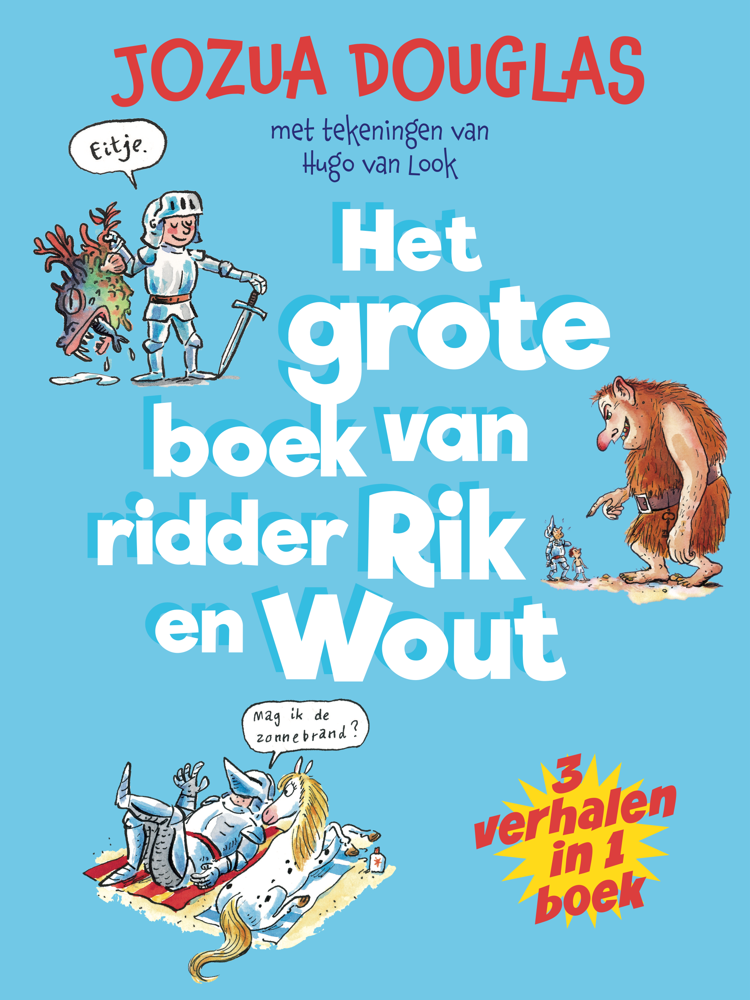 JOZUA DOUGLAS
met tekeningen van
Hugo van Look
Eitje.
Het
grote
boek van
ridder Rik
en Wout
Mag ik de
zonnebrand?
3
verhalen
in 1
boek